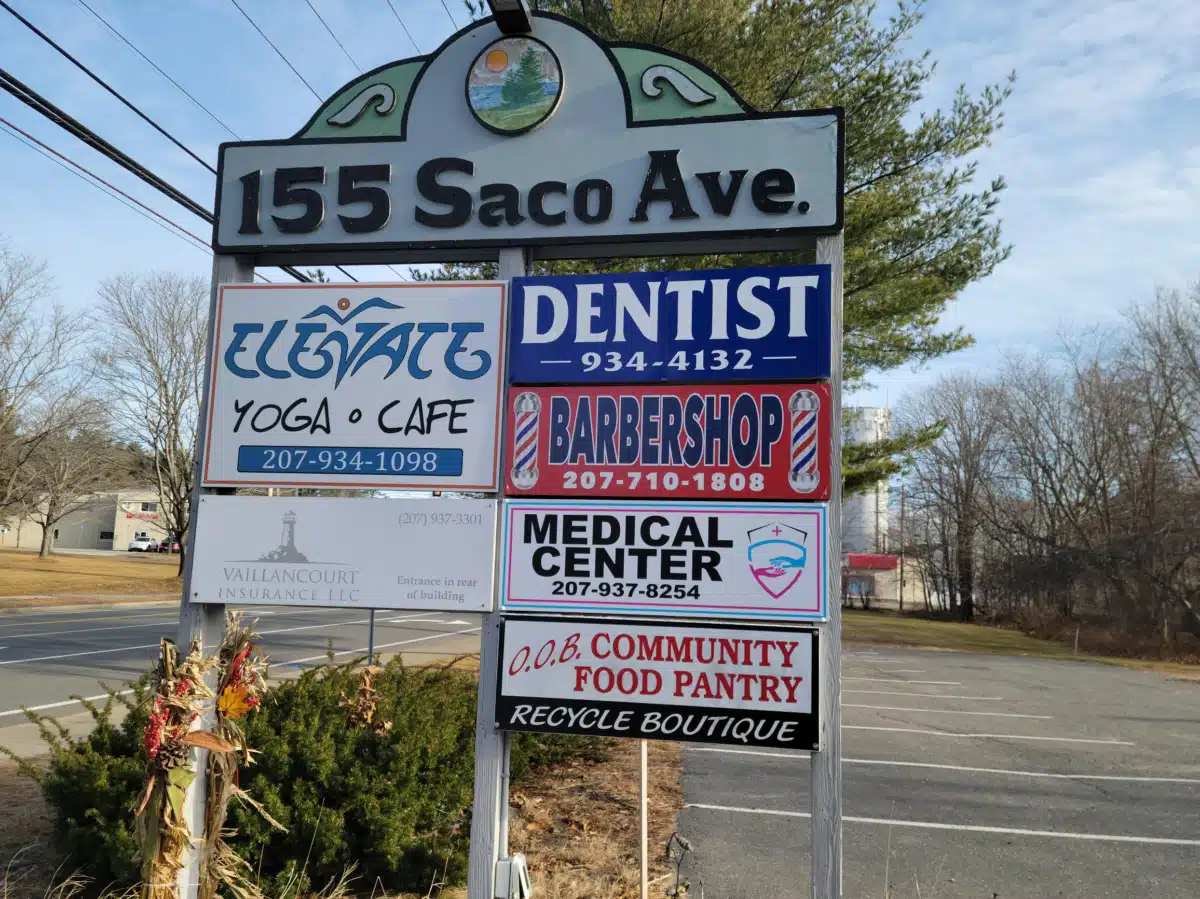 155 Saco Ave.
ELEVATE
YOGA • CAFE
207-934-1098
(207) 937-3301
VAILLANCOURT
INSURANCE LLC
Entrance in rear
of building
DENTIST
— 934-4132 —
BARBERSHOP
207-710-1808
MEDICAL
CENTER
207-937-8254
O.O.B. COMMUNITY
FOOD PANTRY
RECYCLE BOUTIQUE